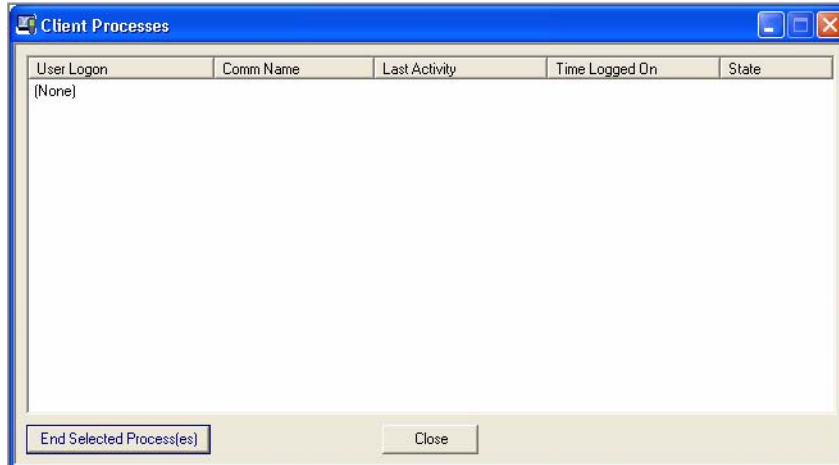 Client Processes
User Logon Comm Name Last Activity Time Logged On State
(None)
End Selected Process(es) Close